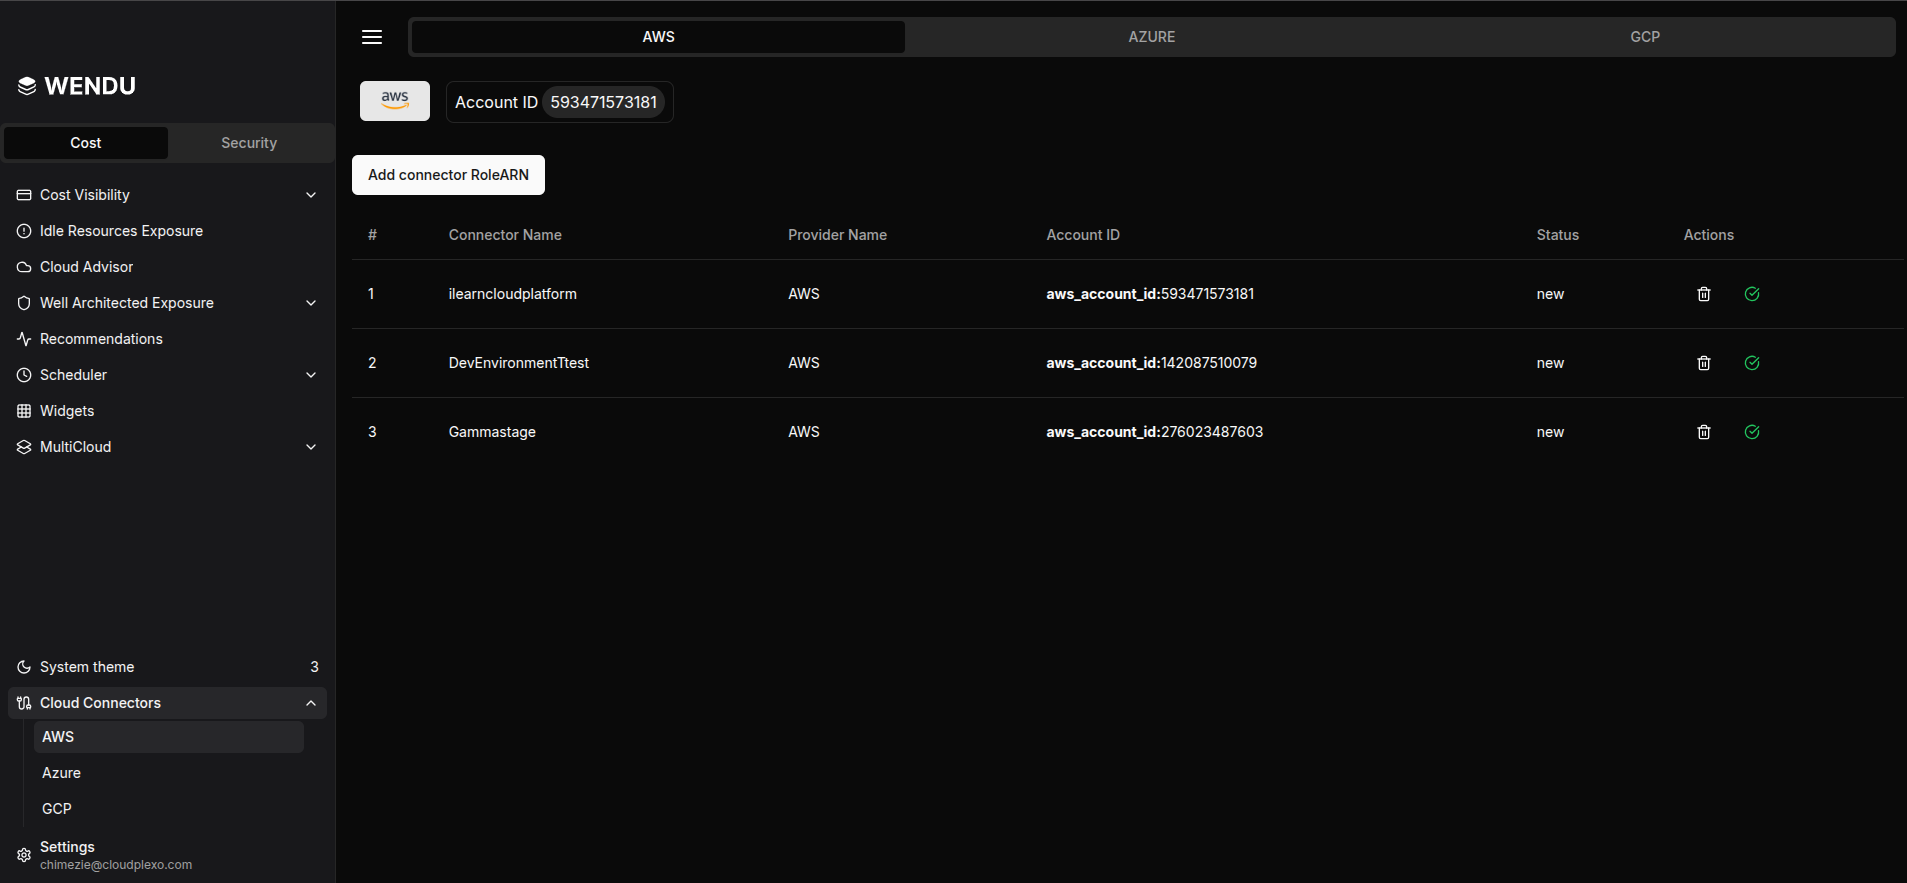 WENDU
Cost Security
Cost Visibility
Idle Resources Exposure
Cloud Advisor
Well Architected Exposure
Recommendations
Scheduler
Widgets
MultiCloud
System theme 3
Cloud Connectors
AWS
Azure
GCP
Settings
chimezie@cloudplexo.com
AWS AZURE GCP
aws Account ID 593471573181
Add connector RoleARN
# Connector Name Provider Name Account ID Status Actions
1 ilearncloudplatform AWS aws_account_id:593471573181 new
2 DevEnvironmentTtest AWS aws_account_id:142087510079 new
3 Gammastage AWS aws_account_id:276023487603 new